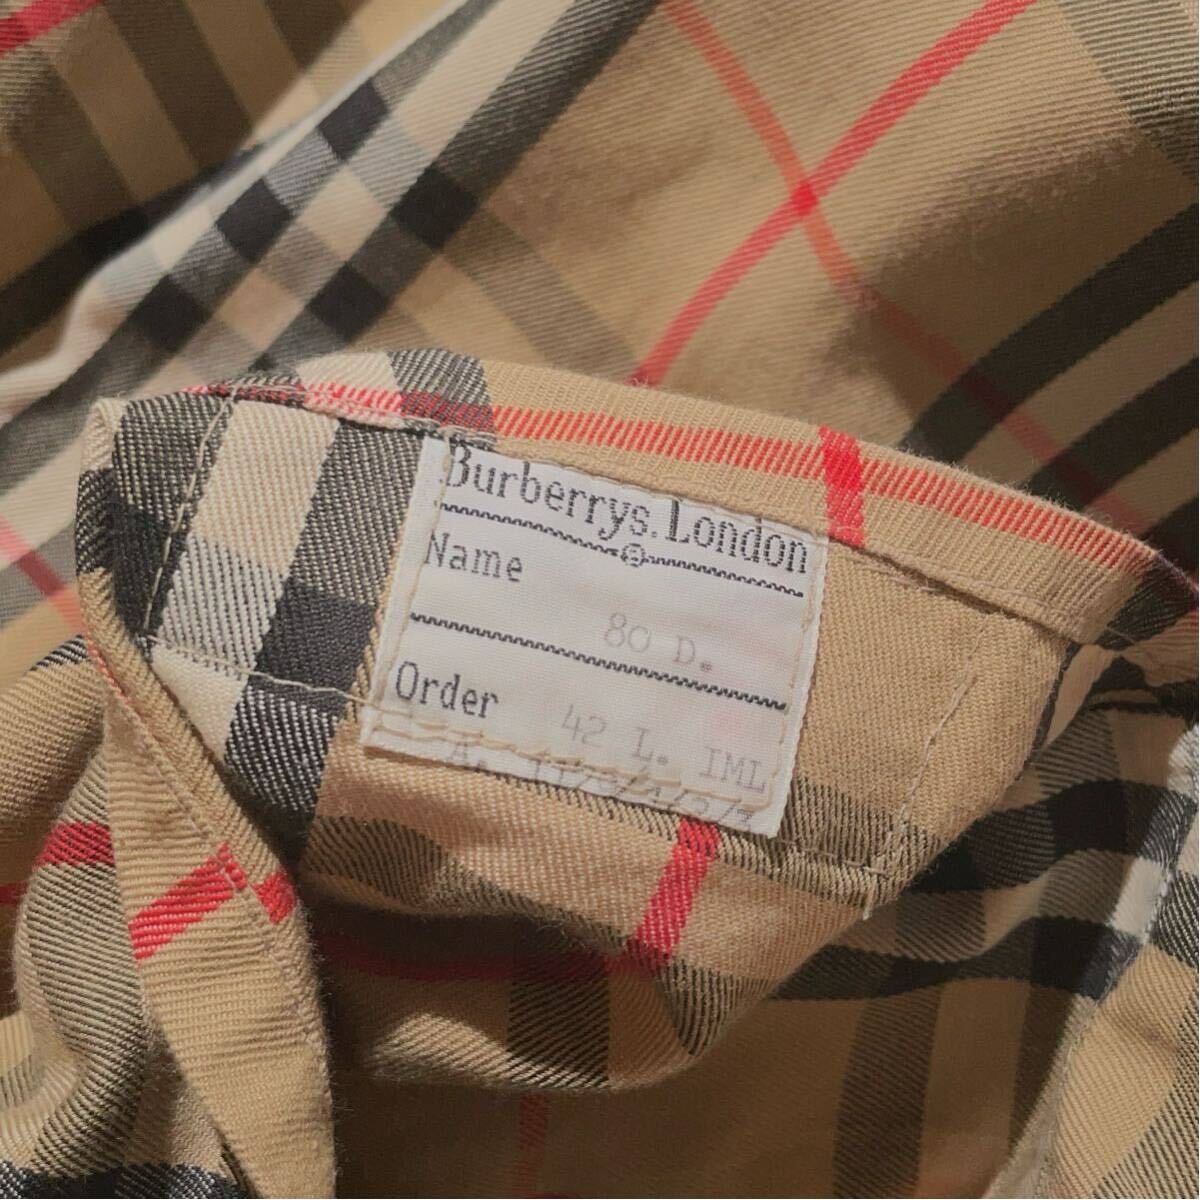 Burberrys. London
Name
80 D.
Order
42 L. IML